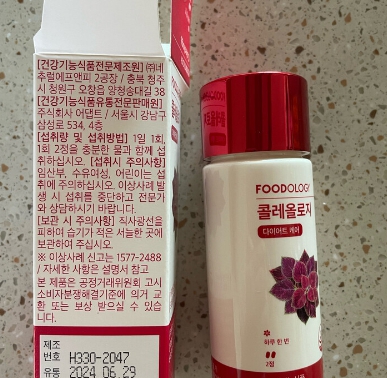 [건강기능식품전문제조원] ㈜네
추럴에프앤피 2공장 / 충북 청주
시 청원구 오창읍 양청송대길 38
[건강기능식품유통전문판매원]
주식회사 어댑트 / 서울시 강남구
삼성로 534, 4층
[섭취량 및 섭취방법] 1일 1회,
1회 2정을 충분한 물과 함께 섭
취하십시오. [섭취시 주의사항]
임산부, 수유여성, 어린이는 섭
취에 주의하십시오. 이상사례 발
생 시 섭취를 중단하고 전문가
와 상담하시기 바랍니다.
[보관 시 주의사항] 직사광선을
피하여 습기가 적은 서늘한 곳에
보관하여 주십시오.
※ 이상사례 신고는 1577-2488
/ 자세한 사항은 설명서 참고
본 제품은 공정거래위원회 고시
소비자분쟁해결기준에 의거 교
환 또는 보상 받으실 수 있습
니다.
제조
번호 H330-2047
유통 2024 06.29
FOODOLOGY
콜레올로지
다이어트 케어
하루 한 번
2정